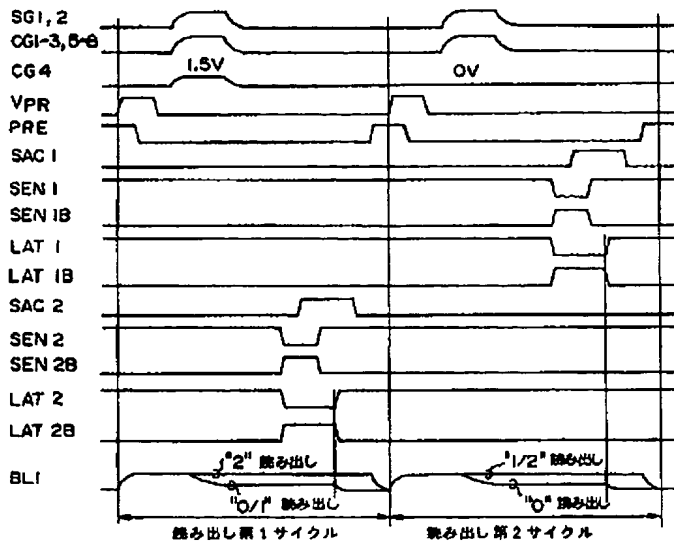 SG1, 2
CG1-3, 5-8
CG4 1.5V 0V
VPR
PRE
SAC 1
SEN 1
SEN 1B
LAT 1
LAT 1B
SAC 2
SEN 2
SEN 2B
LAT 2
LAT 2B
"2" 読み出し "1/2" 読み出し
BL1
"0/1" 読み出し "0" 読み出し
読み出し第1サイクル 読み出し第2サイクル